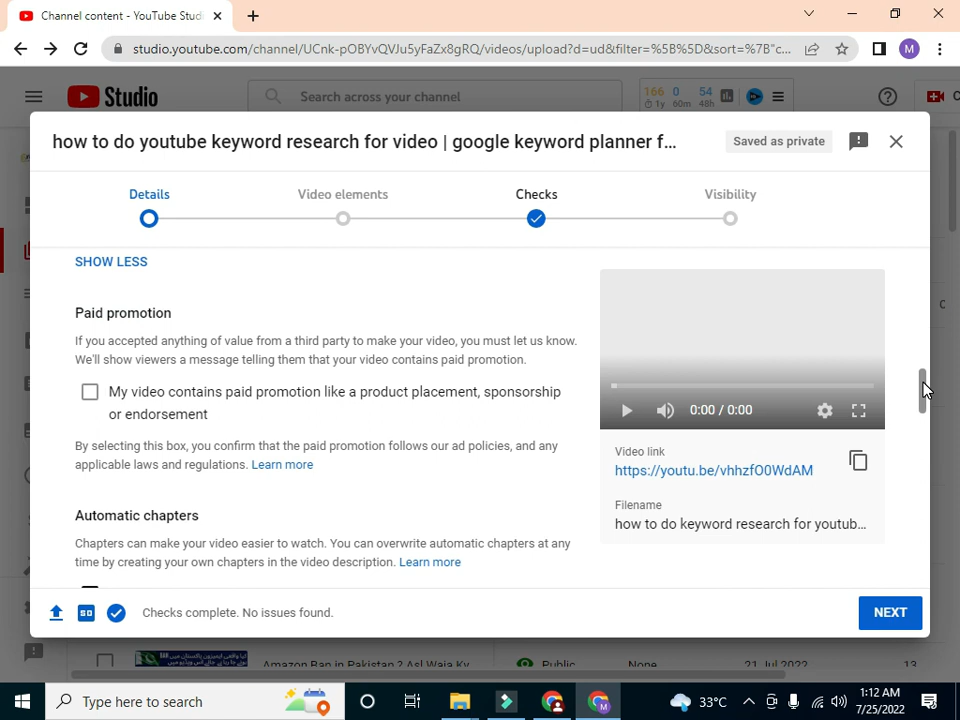 Channel content - YouTube Studi
studio.youtube.com/channel/UCnk-pOBYvQVJu5yFaZx8gRQ/videos/upload?d=ud&filter=%5B%5D&sort=%7B"c...
M
Studio
Search across your channel
166 0 54
1y 60m 48h
C
how to do youtube keyword research for video | google keyword planner f...
Saved as private
Details
Video elements
Checks
Visibility
SHOW LESS
Paid promotion
If you accepted anything of value from a third party to make your video, you must let us know.
We'll show viewers a message telling them that your video contains paid promotion.
My video contains paid promotion like a product placement, sponsorship
or endorsement
By selecting this box, you confirm that the paid promotion follows our ad policies, and any
applicable laws and regulations. Learn more
Automatic chapters
Chapters can make your video easier to watch. You can overwrite automatic chapters at any
time by creating your own chapters in the video description. Learn more
0:00 / 0:00
Video link
https://youtu.be/vhhzfO0WdAM
Filename
how to do keyword research for youtub...
SD
Checks complete. No issues found.
NEXT
Amazon Ban in Pakistan ? Asl Waja Ky
Public
None
21 Jul 2022
13
Type here to search
M
33°C
1:12 AM
7/25/2022